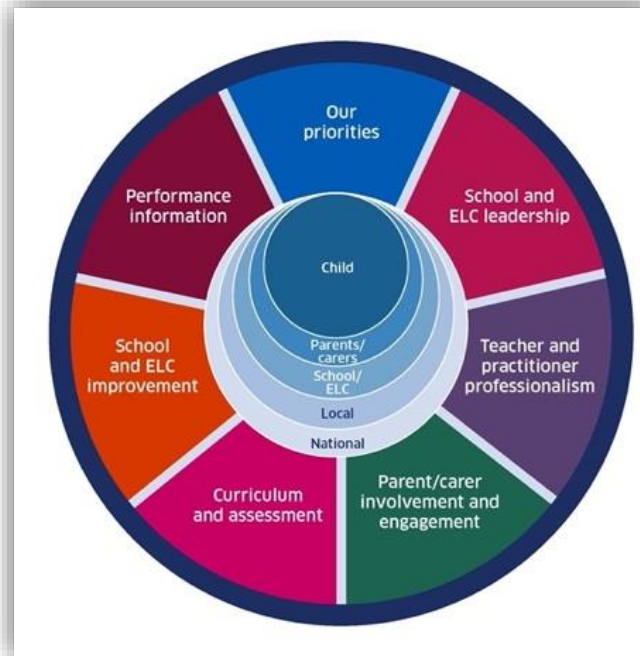 Our
priorities
School and
ELC leadership
Teacher and
practitioner
professionalism
Parent/carer
involvement and
engagement
Curriculum
and assessment
School
and ELC
improvement
Performance
information
Child
Parents/
carers
School/
ELC
Local
National